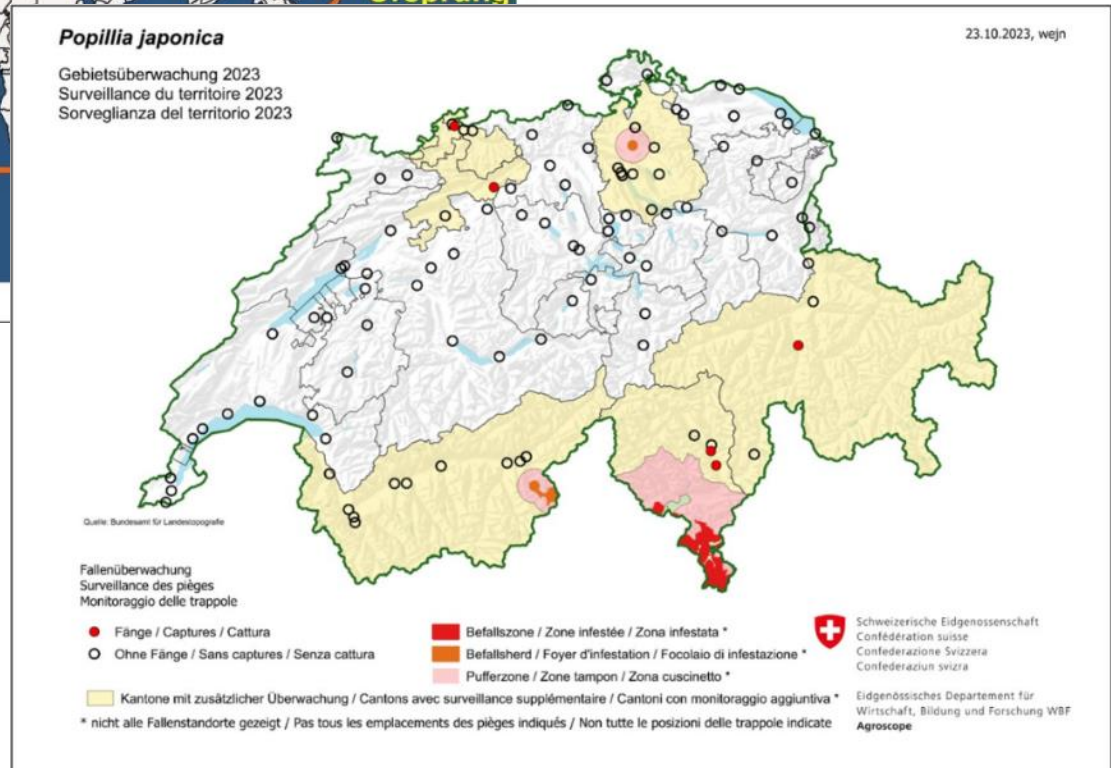 Ursprung
Popillia japonica
23.10.2023, wejn
Gebietsüberwachung 2023
Surveillance du territoire 2023
Sorveglianza del territorio 2023
Quelle: Bundesamt für Landestopografie
Fallenüberwachung
Surveillance des pièges
Monitoraggio delle trappole
Fänge / Captures / Cattura
Ohne Fänge / Sans captures / Senza cattura
Befallszone / Zone infestée / Zona infestata *
Befallsherd / Foyer d'infestation / Focolaio di infestazione *
Pufferzone / Zone tampon / Zona cuscinetto *
Kantone mit zusätzlicher Überwachung / Cantons avec surveillance supplémentaire / Cantoni con monitoraggio aggiuntiva *
* nicht alle Fallenstandorte gezeigt / Pas tous les emplacements des pièges indiqués / Non tutte le posizioni delle trappole indicate
Schweizerische Eidgenossenschaft
Confédération suisse
Confederazione Svizzera
Confederaziun svizra
Eidgenössisches Departement für
Wirtschaft, Bildung und Forschung WBF
Agroscope